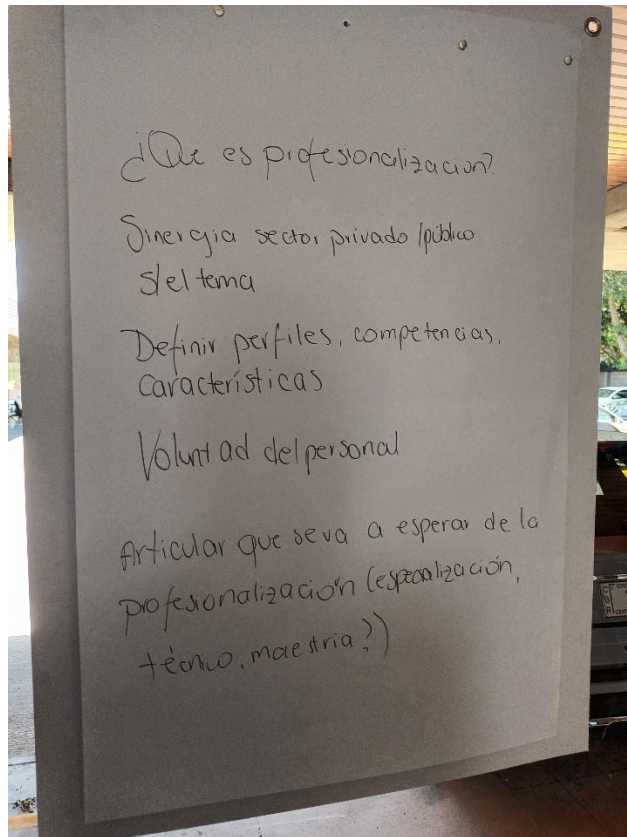 ¿Que es profesionalizacion?
Sinergia sector privado/público
s/el tema
Definir perfiles, competencias,
características
Voluntad del personal
Articular que se va a esperar de la
profesionalización (especialización,
técnico, maestria?))